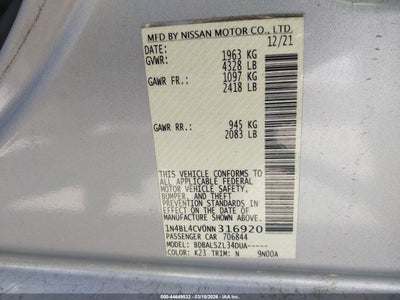 MFD BY NISSAN MOTOR CO., LTD.
DATE: 12/21
GVWR: 1963 KG
4328 LB
GAWR FR.: 1097 KG
2418 LB
GAWR RR.: 945 KG
2083 LB
THIS VEHICLE CONFORMS TO
ALL APPLICABLE FEDERAL
MOTOR VEHICLE SAFETY,
BUMPER, AND THEFT
PREVENTION STANDARDS IN
EFFECT ON THE DATE OF
MANUFACTURE SHOWN ABOVE.
1N4BL4CV0NN316920
PASSENGER CAR 706844
MODEL: BDBALSZL34DUA-----
COLOR: K23 TRIM: N 9N00A
000-44649532 - 03/18/2026 - 000000